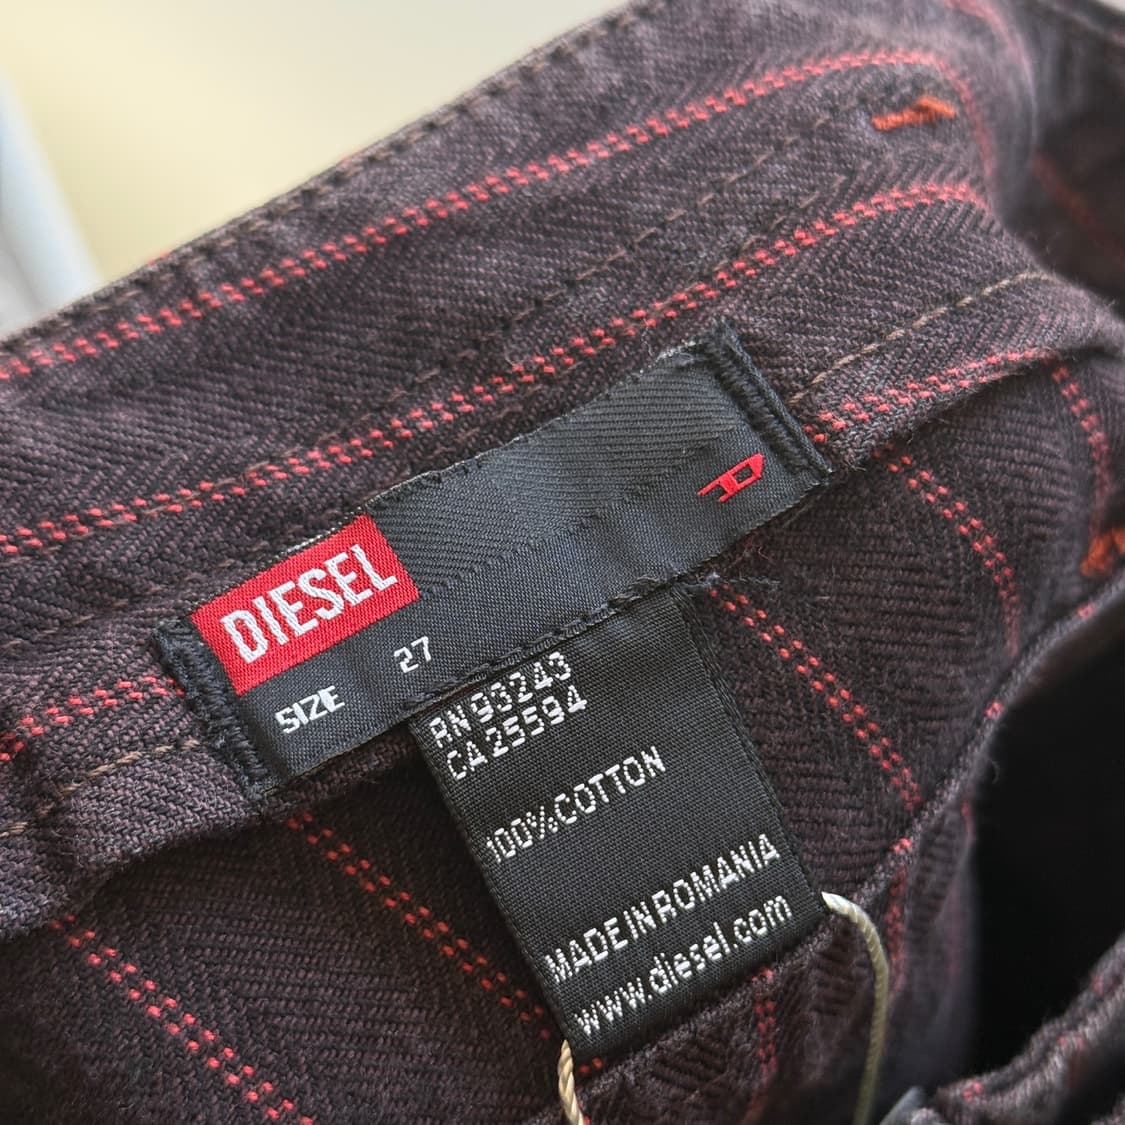 DIESEL
SIZE 27
D
RN 93243
CA 25594
100%COTTON
MADE IN ROMANIA
www.diesel.com